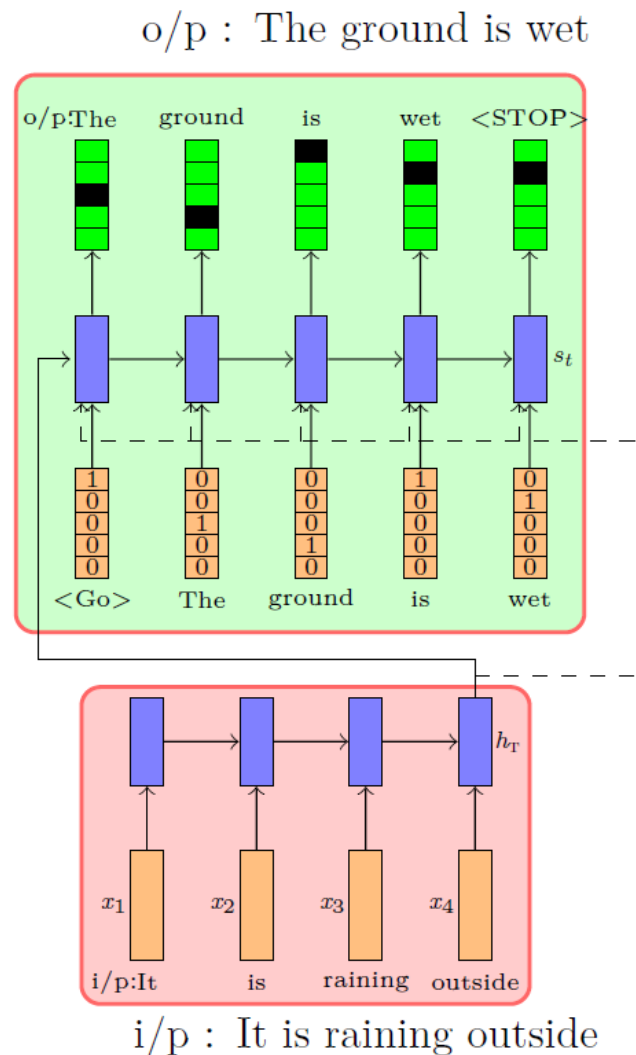 o/p : The ground is wet
o/p:The ground is wet <STOP>
s_t
1 0 0 1 0
0 0 0 0 1
0 1 0 0 0
0 0 1 0 0
0 0 0 0 0
<Go> The ground is wet
h_T
x_1 x_2 x_3 x_4
i/p:It is raining outside
i/p : It is raining outside